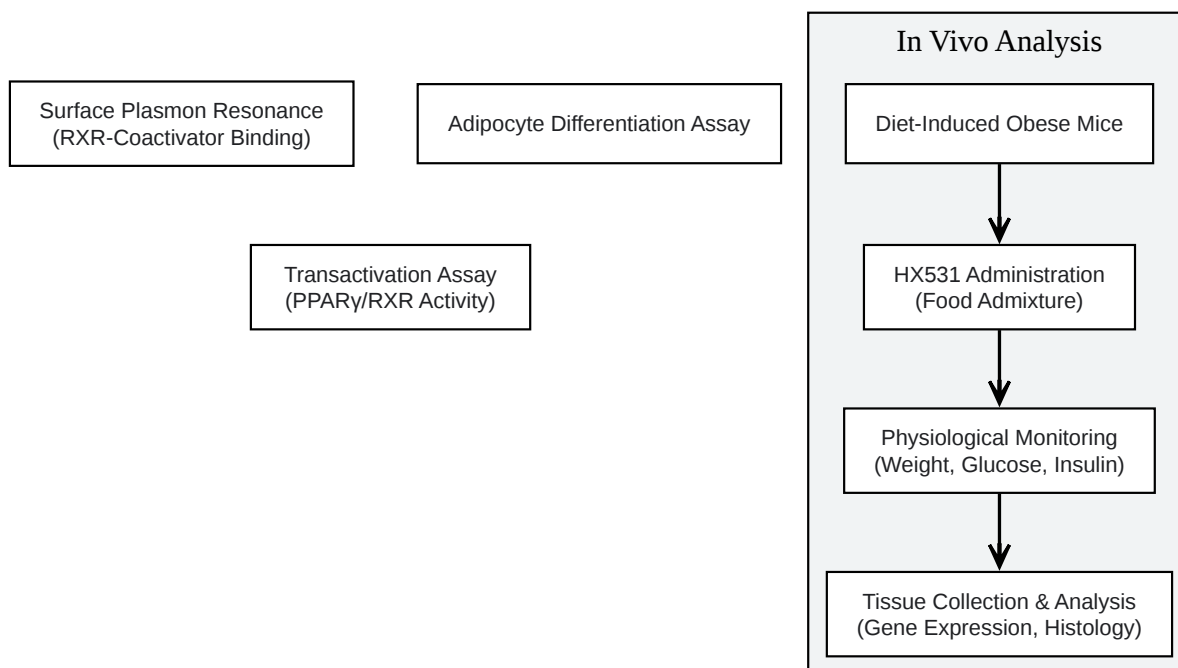 Surface Plasmon Resonance
(RXR-Coactivator Binding)
Adipocyte Differentiation Assay
Transactivation Assay
(PPARγ/RXR Activity)
In Vivo Analysis
Diet-Induced Obese Mice
HX531 Administration
(Food Admixture)
Physiological Monitoring
(Weight, Glucose, Insulin)
Tissue Collection & Analysis
(Gene Expression, Histology)